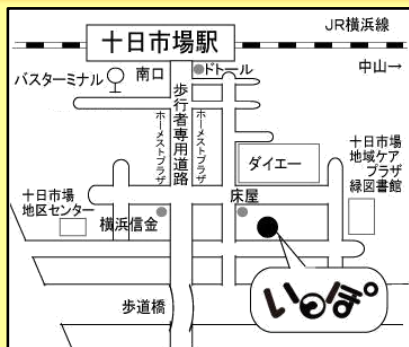 JR横浜線
十日市場駅
中山→
バスターミナル
南口
ドトール
歩行者専用道路
ホーメストプラザ
ホーメストプラザ
ダイエー
十日市場
地域ケア
プラザ
緑図書館
十日市場
地区センター
横浜信金
床屋
いっぽ。
歩道橋